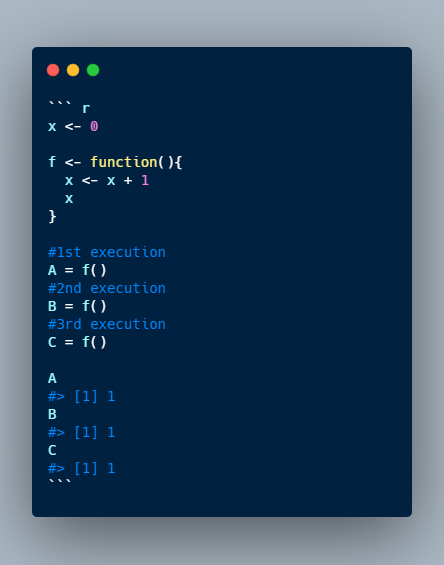 ``` r
x <- 0

f <- function(){
  x <- x + 1
  x
}

#1st execution
A = f()
#2nd execution
B = f()
#3rd execution
C = f()

A
#> [1] 1
B
#> [1] 1
C
#> [1] 1
```